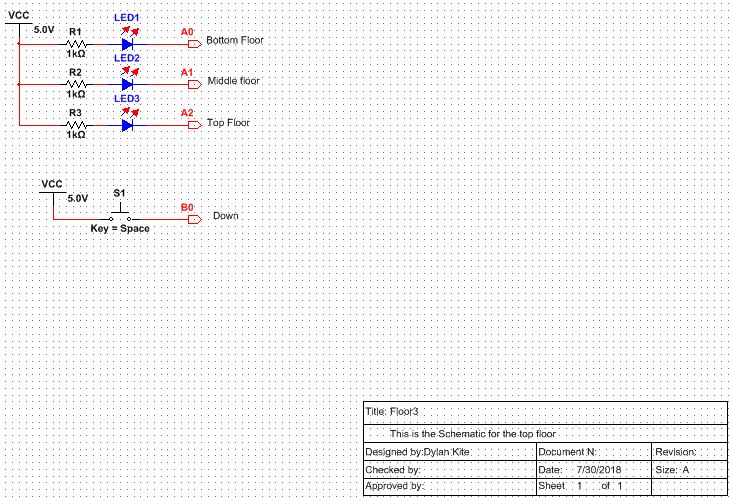 VCC
5.0V
R1
1kΩ
LED1
A0
Bottom Floor
R2
1kΩ
LED2
A1
Middle floor
R3
1kΩ
LED3
A2
Top Floor
VCC
5.0V
S1
Key = Space
B0
Down
Title: Floor3
This is the Schematic for the top floor
Designed by:Dylan Kite
Document N:
Revision:
Checked by:
Date: 7/30/2018
Size: A
Approved by:
Sheet 1 of 1